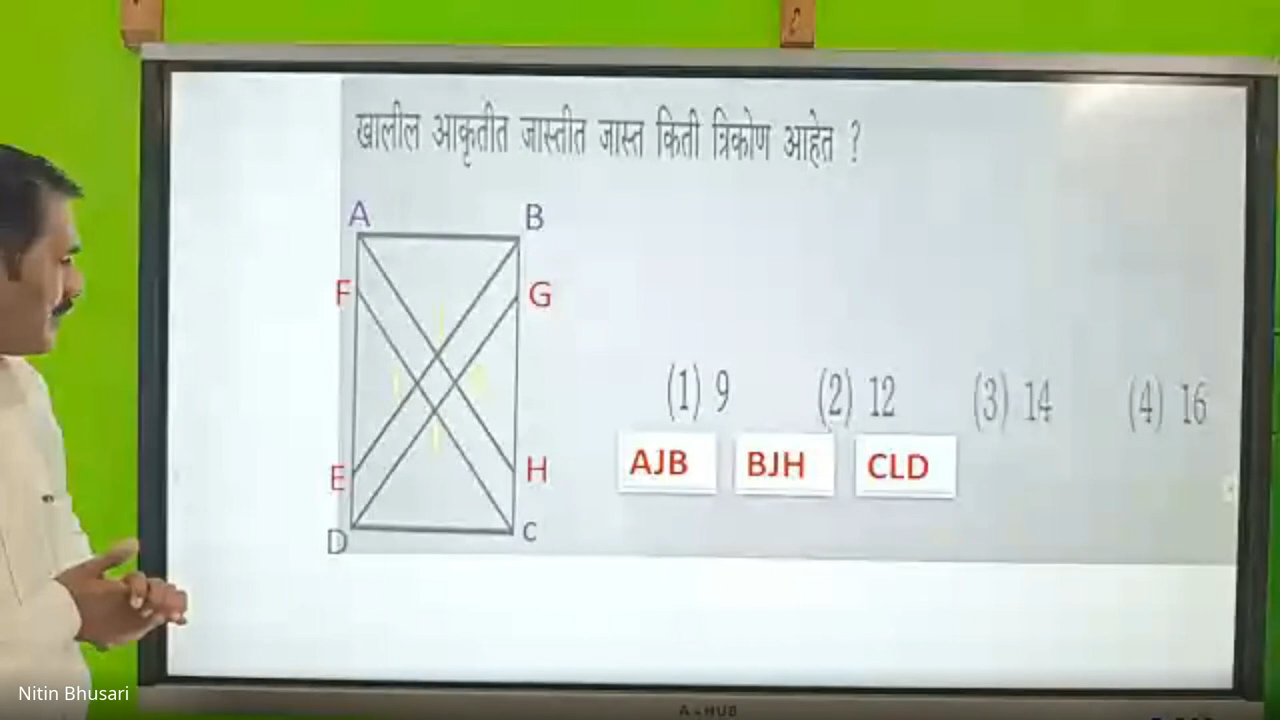 खालील आकृतीत जास्तीत जास्त किती त्रिकोण आहेत ?
A B
F G
E H
D C
(1) 9 (2) 12 (3) 14 (4) 16
AJB BJH CLD
Nitin Bhusari